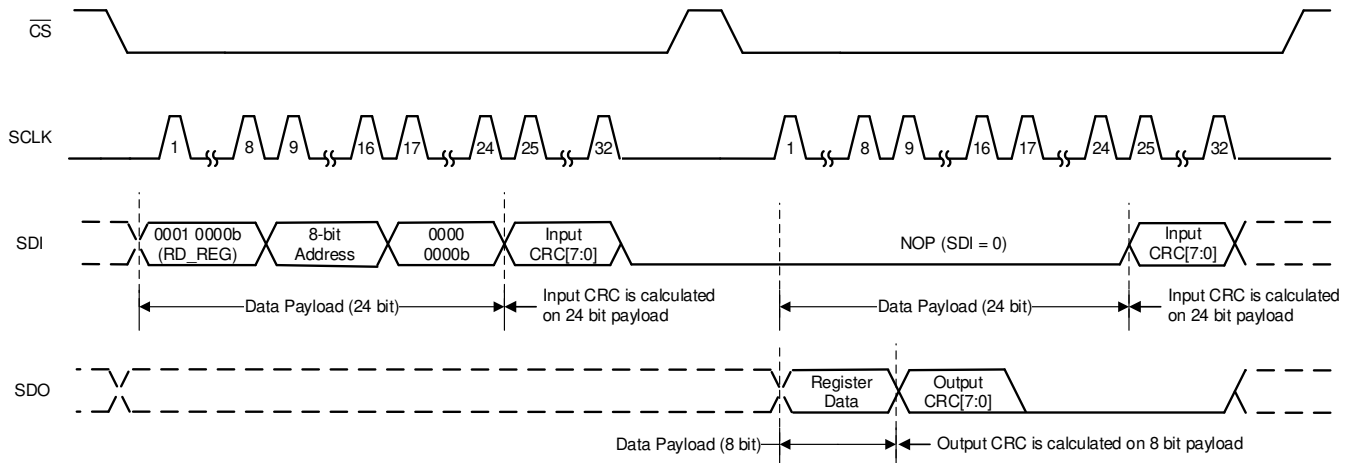 CS
SCLK
1 8 9 16 17 24 25 32 1 8 9 16 17 24 25 32
SDI
0001 0000b
(RD_REG)
8-bit
Address
0000
0000b
Input
CRC[7:0]
NOP (SDI = 0)
Input
CRC[7:0]
Data Payload (24 bit)
Input CRC is calculated
on 24 bit payload
Data Payload (24 bit)
Input CRC is calculated
on 24 bit payload
SDO
Register
Data
Output
CRC[7:0]
Data Payload (8 bit)
Output CRC is calculated on 8 bit payload